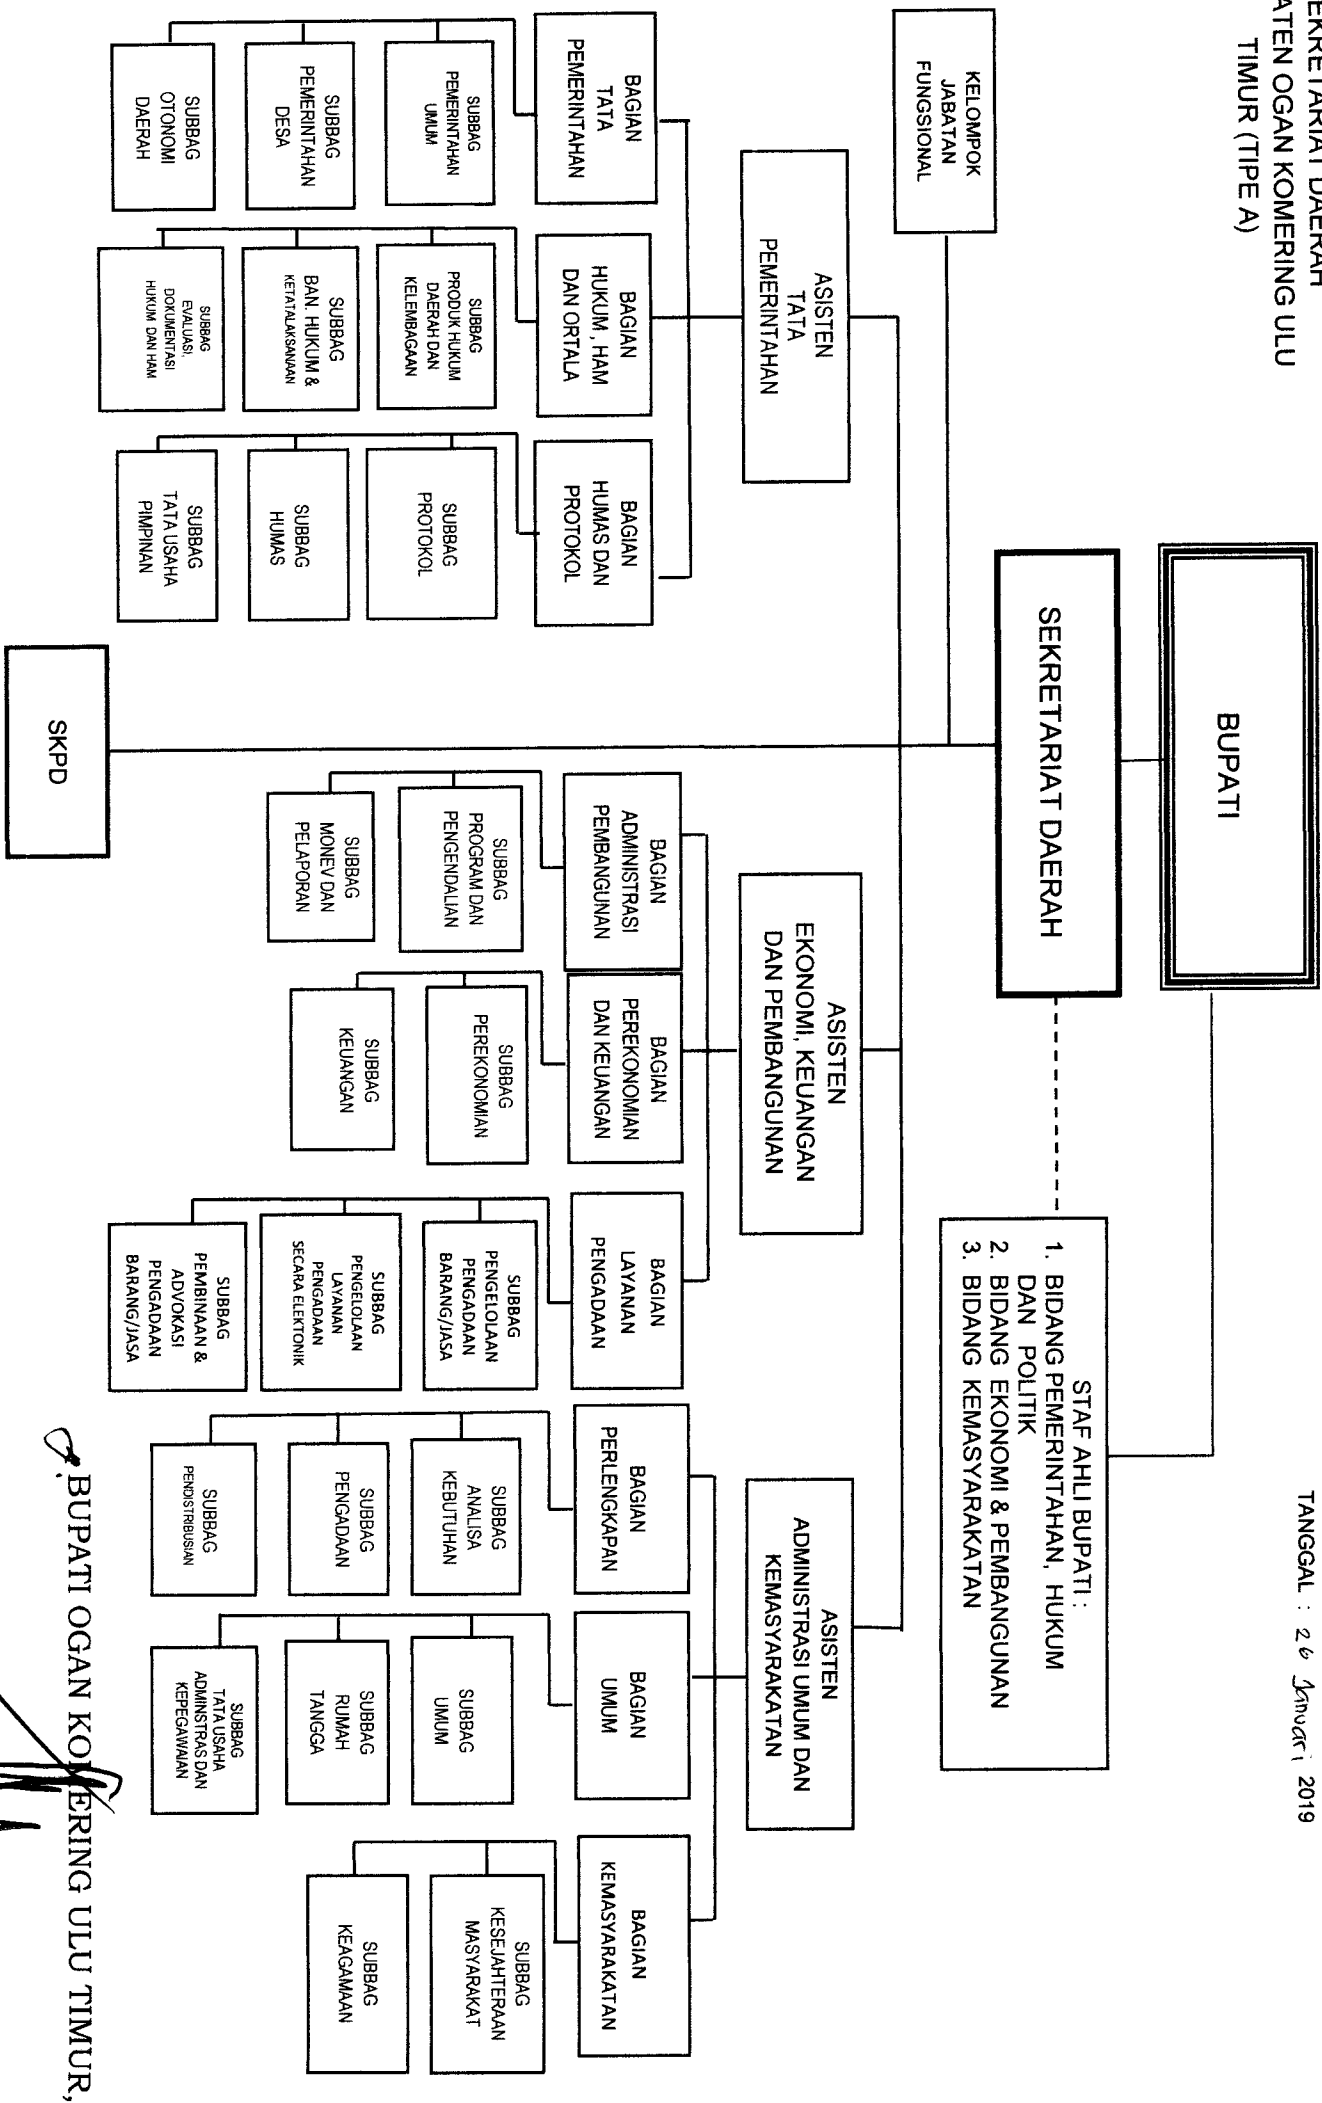 SEKRETARIAT DAERAH
ATEN OGAN KOMERING ULU
TIMUR (TIPE A)
TANGGAL : 26 Januari 2019
BUPATI
SEKRETARIAT DAERAH
STAF AHLI BUPATI :
1. BIDANG PEMERINTAHAN, HUKUM
DAN POLITIK
2. BIDANG EKONOMI & PEMBANGUNAN
3. BIDANG KEMASYARAKATAN
KELOMPOK
JABATAN
FUNGSIONAL
ASISTEN
TATA
PEMERINTAHAN
ASISTEN
EKONOMI, KEUANGAN
DAN PEMBANGUNAN
ASISTEN
ADMINISTRASI UMUM DAN
KEMASYARAKATAN
BAGIAN
TATA
PEMERINTAHAN
SUBBAG
PEMERINTAHAN
UMUM
SUBBAG
PEMERINTAHAN
DESA
SUBBAG
OTONOMI
DAERAH
BAGIAN
HUKUM , HAM
DAN ORTALA
SUBBAG
PRODUK HUKUM
DAERAH DAN
KELEMBAGAAN
SUBBAG
BAN. HUKUM &
KETATALAKSANAAN
SUBBAG
EVALUASI,
DOKUMENTASI
HUKUM DAN HAM
BAGIAN
HUMAS DAN
PROTOKOL
SUBBAG
PROTOKOL
SUBBAG
HUMAS
SUBBAG
TATA USAHA
PIMPINAN
BAGIAN
ADMINISTRASI
PEMBANGUNAN
SUBBAG
PROGRAM DAN
PENGENDALIAN
SUBBAG
MONEV DAN
PELAPORAN
BAGIAN
PEREKONOMIAN
DAN KEUANGAN
SUBBAG
PEREKONOMIAN
SUBBAG
KEUANGAN
BAGIAN
LAYANAN
PENGADAAN
SUBBAG
PENGELOLAAN
PENGADAAN
BARANG/JASA
SUBBAG
PENGELOLAAN
LAYANAN
PENGADAAN
SECARA ELEKTONIK
SUBBAG
PEMBINAAN &
ADVOKASI
PENGADAAN
BARANG/JASA
BAGIAN
PERLENGKAPAN
SUBBAG
ANALISA
KEBUTUHAN
SUBBAG
PENGADAAN
SUBBAG
PENDISTRIBUSIAN
BAGIAN
UMUM
SUBBAG
UMUM
SUBBAG
RUMAH
TANGGA
SUBBAG
TATA USAHA
ADMINSTRAS DAN
KEPEGAWAIAN
BAGIAN
KEMASYARAKATAN
SUBBAG
KESEJAHTERAAN
MASYARAKAT
SUBBAG
KEAGAMAAN
SKPD
BUPATI OGAN KOMERING ULU TIMUR,